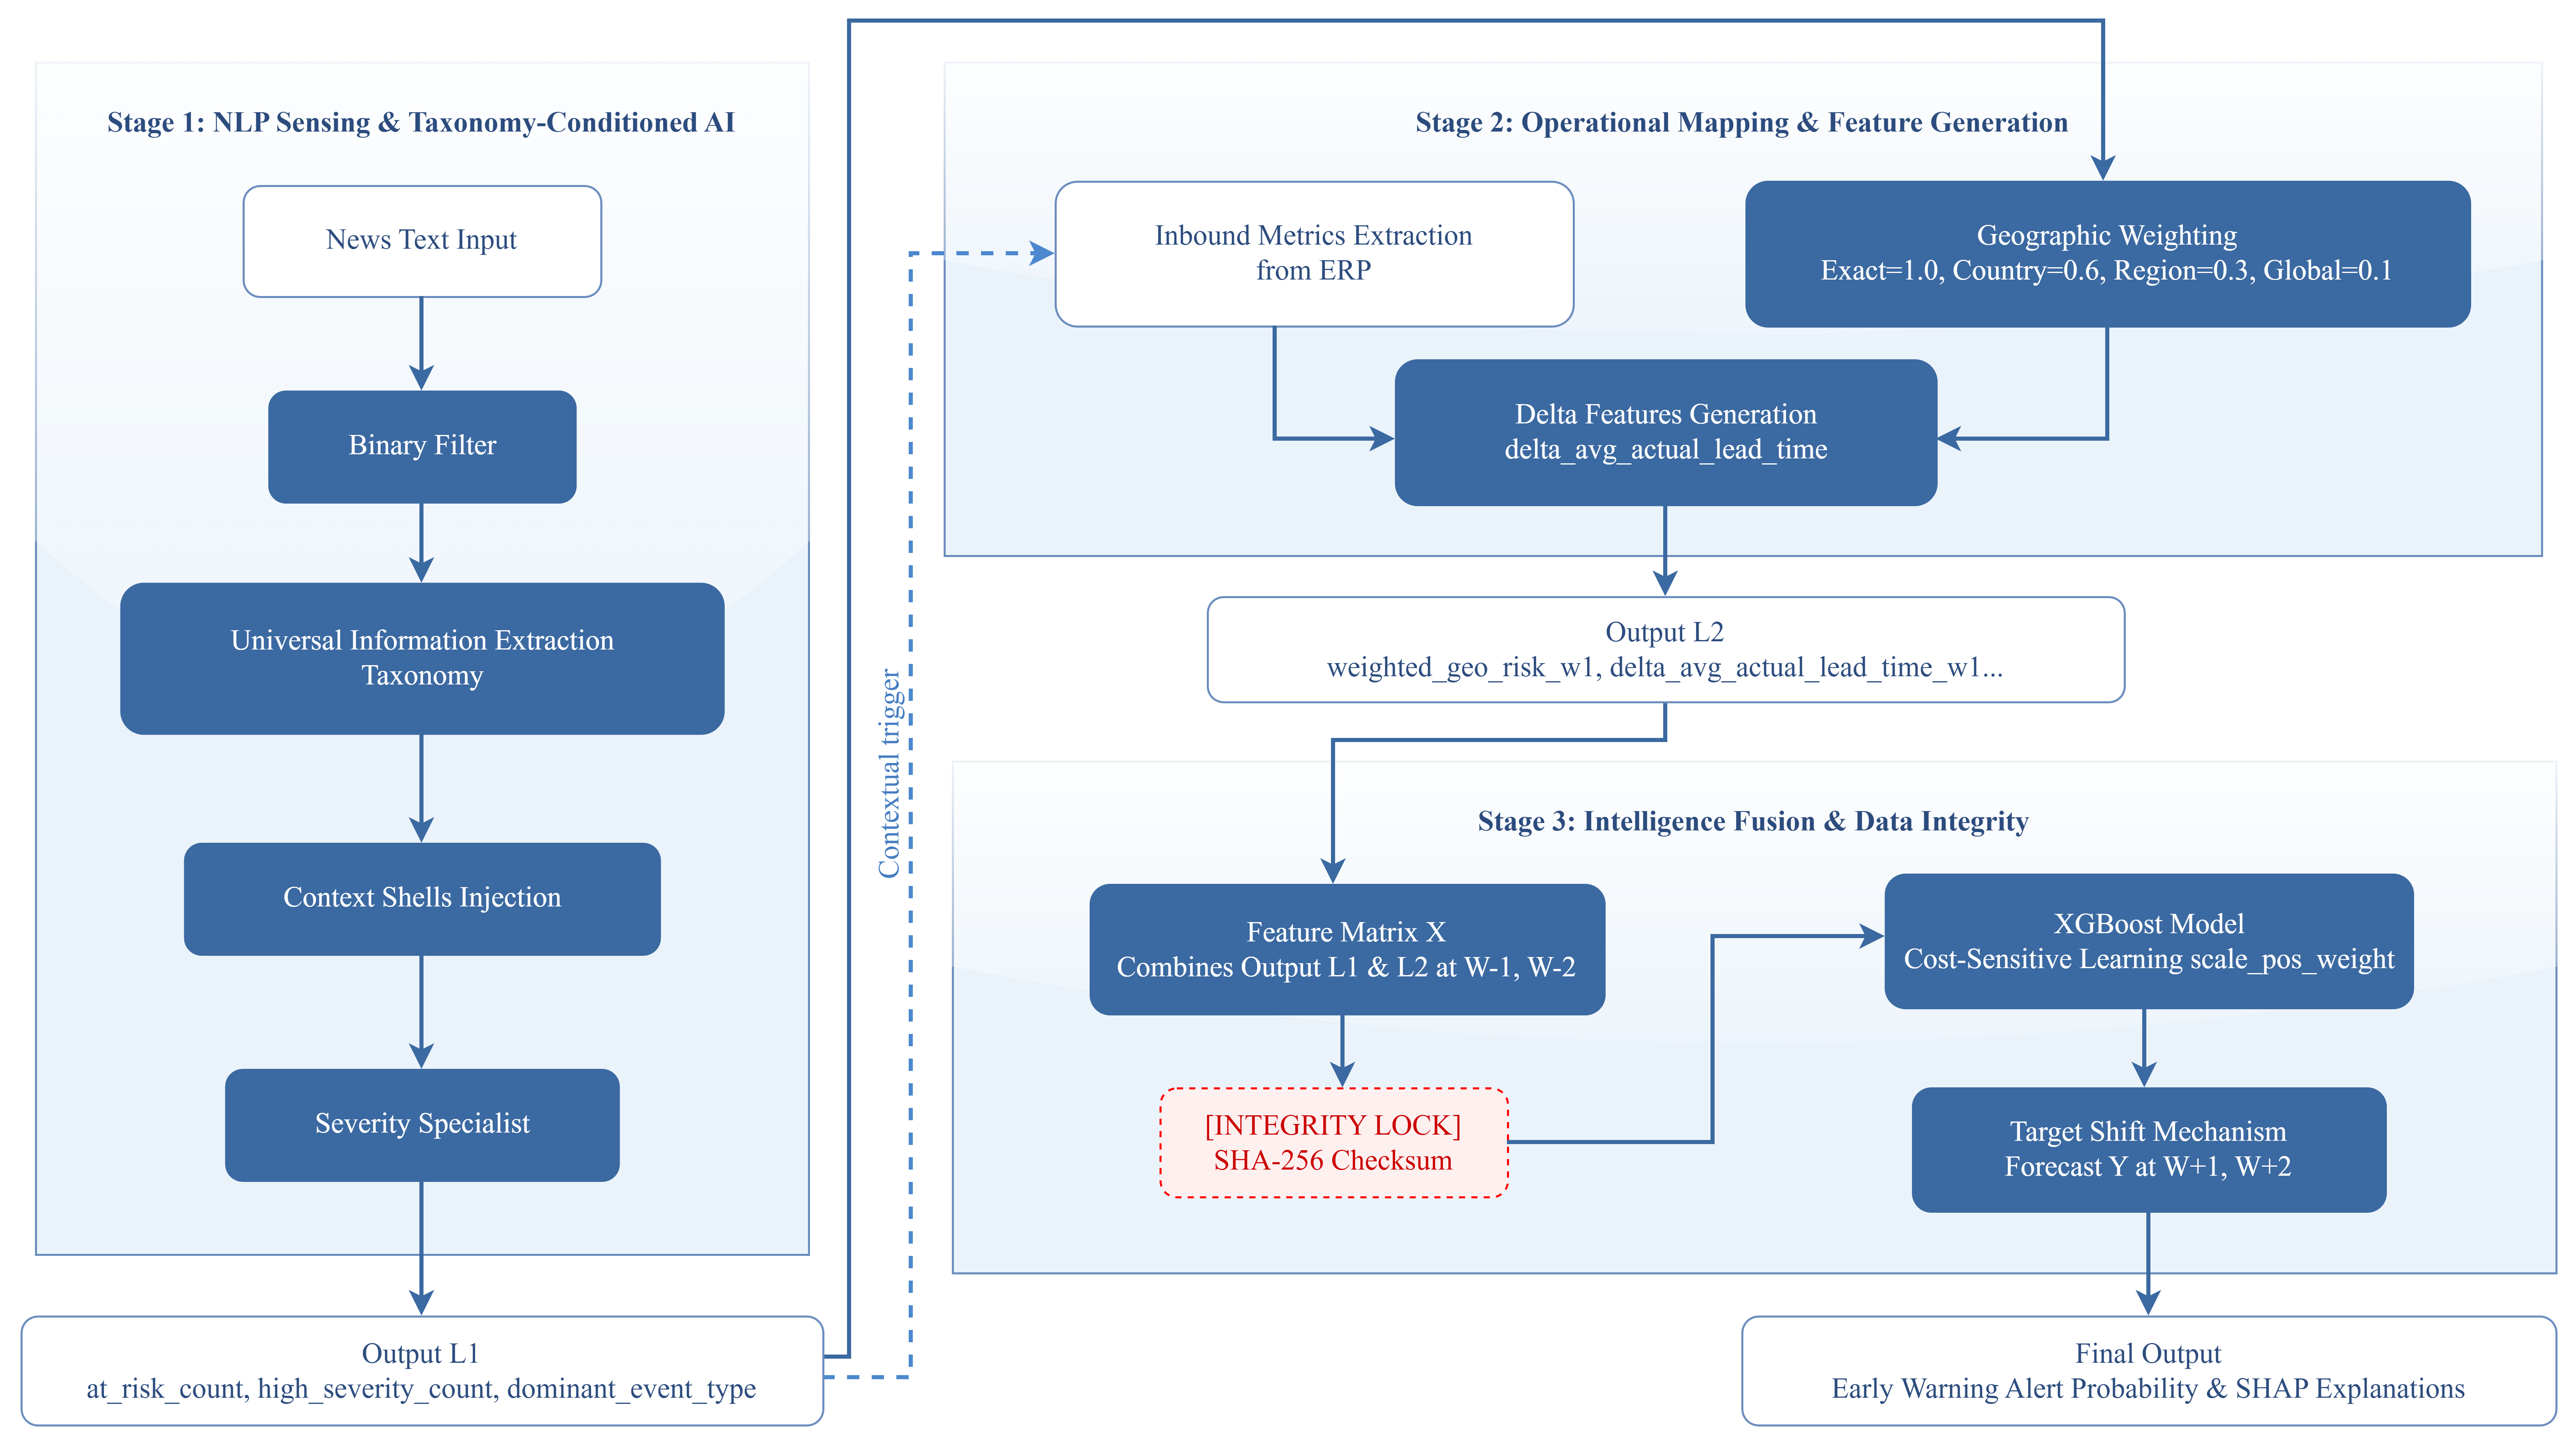 Stage 1: NLP Sensing & Taxonomy-Conditioned AI
News Text Input
Binary Filter
Universal Information Extraction
Taxonomy
Context Shells Injection
Severity Specialist
Output L1
at_risk_count, high_severity_count, dominant_event_type
Contextual trigger
Stage 2: Operational Mapping & Feature Generation
Inbound Metrics Extraction
from ERP
Geographic Weighting
Exact=1.0, Country=0.6, Region=0.3, Global=0.1
Delta Features Generation
delta_avg_actual_lead_time
Output L2
weighted_geo_risk_w1, delta_avg_actual_lead_time_w1...
Stage 3: Intelligence Fusion & Data Integrity
Feature Matrix X
Combines Output L1 & L2 at W-1, W-2
[INTEGRITY LOCK]
SHA-256 Checksum
XGBoost Model
Cost-Sensitive Learning scale_pos_weight
Target Shift Mechanism
Forecast Y at W+1, W+2
Final Output
Early Warning Alert Probability & SHAP Explanations